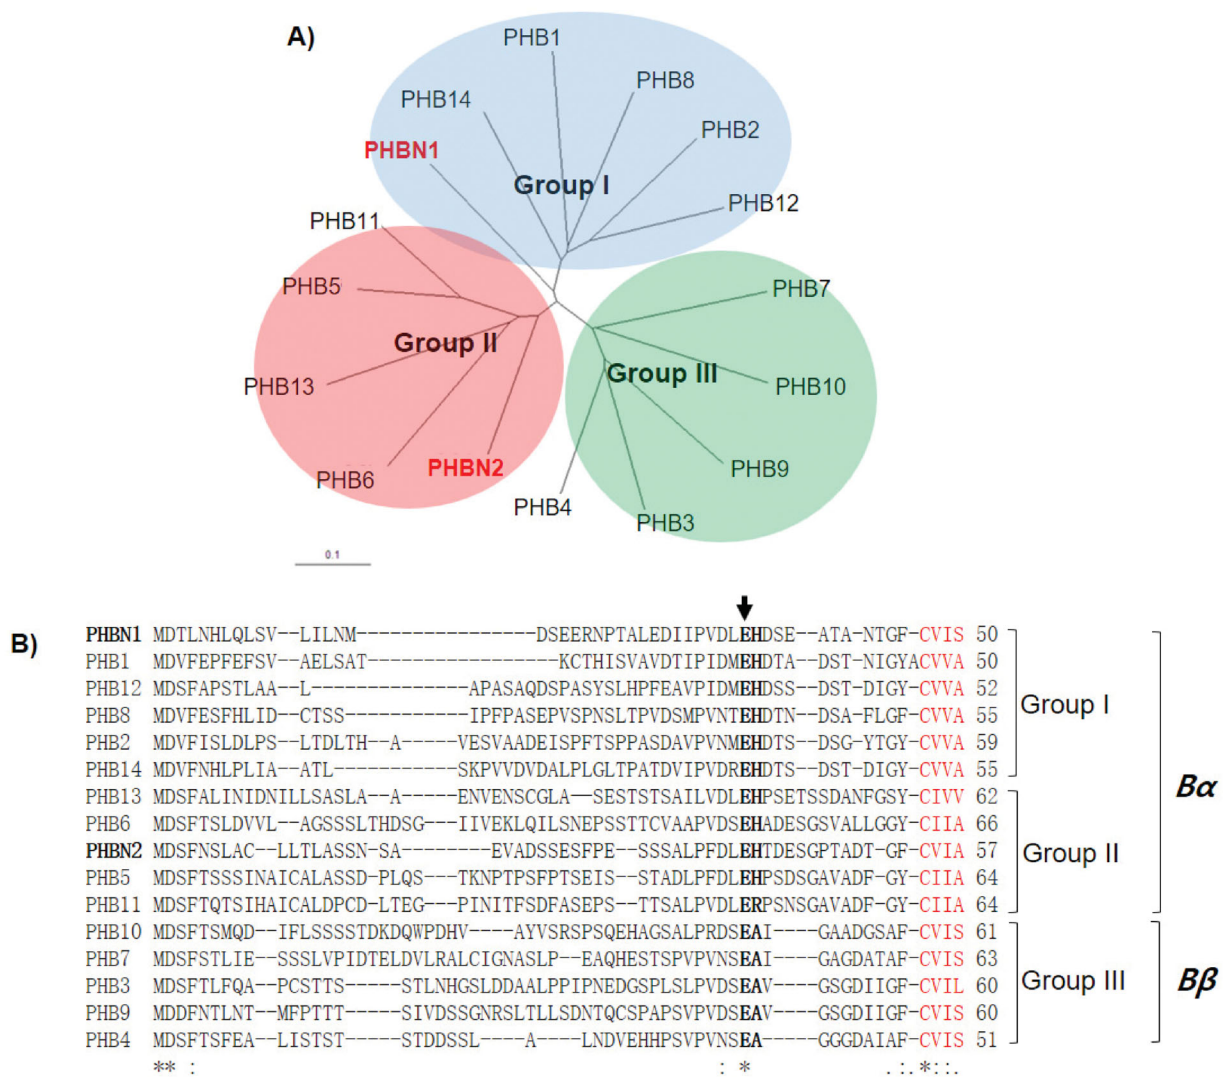 A)
PHB1
PHB8
PHB14
PHB2
PHBN1
Group I
PHB12
PHB11
PHB5
PHB7
Group II
Group III
PHB13
PHB10
PHB6
PHBN2
PHB9
PHB4
PHB3
0.1
B)
PHBN1 MDTLNHLQLSV--LILNM---------------DSEERNPTALEDIIPVDLEHDSE--ATA-NTGF-CVIS 50
PHB1 MDVFEPFEFSV--AELSAT----------------KCTHISVAVDTIPIDMEHDTA--DST-NIGYACVVA 50
PHB12 MDSFAPSTLAA--L-------------APASAQDSPASYSLHPFEAVPIDMEHDSS--DST-DIGY-CVVA 52
PHB8 MDVFESFHLID--CTSS----------IPFPASEPVSPNSLTPVDSMPVNTEHDTN--DSA-FLGF-CVVA 55
PHB2 MDVFISLDLPS--LTDLTH--A-----VESVAADEISPFTSPPASDAVPVNMEHDTS--DSG-YTGY-CVVA 59
PHB14 MDVFNHLPLIA--ATL-----------SKPVVDVDALPLGLTPATDVIPVDREHDTS--DST-DIGY-CVVA 55
PHB13 MDSFALINIDNILLSASLA--A-----ENVENSCGLA--SESTSTSAILVDLEHPSETSSDANFGSY-CIVV 62
PHB6 MDSFTSLDVVL--AGSSSLTHDSG---IIVEKLQILSNEPSSTTCVAAPVDSEHADESGSVALLGGY-CIIA 66
PHBN2 MDSFNSLAC--LLTLASSN-SA--------EVADSSESFPE--SSSALPFDLEHTDESGPTADT-GF-CVIA 57
PHB5 MDSFTSSSINAICALASSD-PLQS---TKNPTPSFPTSEIS--STADLPFDLEHPSDSGAVADF-GY-CIIA 64
PHB11 MDSFTQTSIHAICALDPCD-LTEG---PINITFSDFASEPS--TTSALPVDLERPSNSGAVADF-GY-CIIA 64
PHB10 MDSFTSMQD--IFLSSSSTDKDQWPDHV----AYVSRSPSQEHAGSALPRDSEAI----GAADGSAF-CVIS 61
PHB7 MDSFSTLIE--SSSLVPIDTELDVLRALCIGNASLP--EAQHESTSPVPVNSEAI----GAGDATAF-CVIS 63
PHB3 MDSFTLFQA--PCSTTS-----STLNHGSLDDAALPPIPNEDGSPLSLPVDSEAV----GSGDIIGF-CVIL 60
PHB9 MDDFNTLNT--MFPTTT-----SIVDSSGNRSLTLLSDNTQCSPAPSVPVDSEAV----GSGDIIGF-CVIS 60
PHB4 MDSFTSFEA--LISTST-----STDDSSL----A----LNDVEHHPSVPVNSEA-----GGGDAIAF-CVIS 51
** : : * .:. *::.
Group I
Group II
Group III
Bα
Bβ